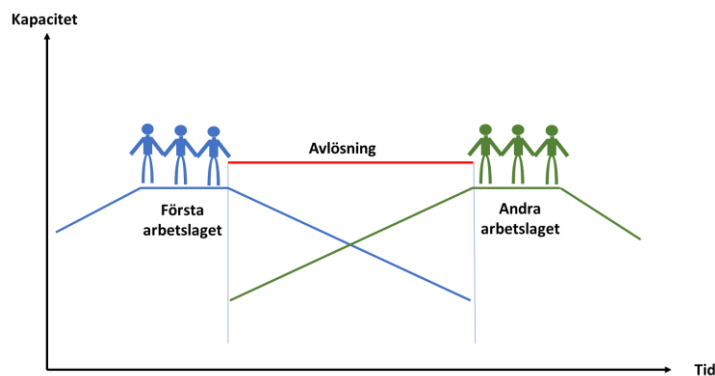 Kapacitet
Avlösning
Första
arbetslaget
Andra
arbetslaget
Tid